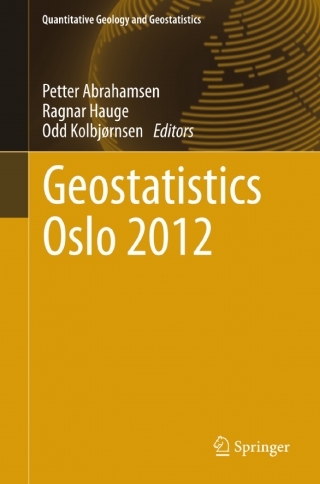 Quantitative Geology and Geostatistics
Petter Abrahamsen
Ragnar Hauge
Odd Kolbjørnsen Editors
Geostatistics
Oslo 2012
Springer